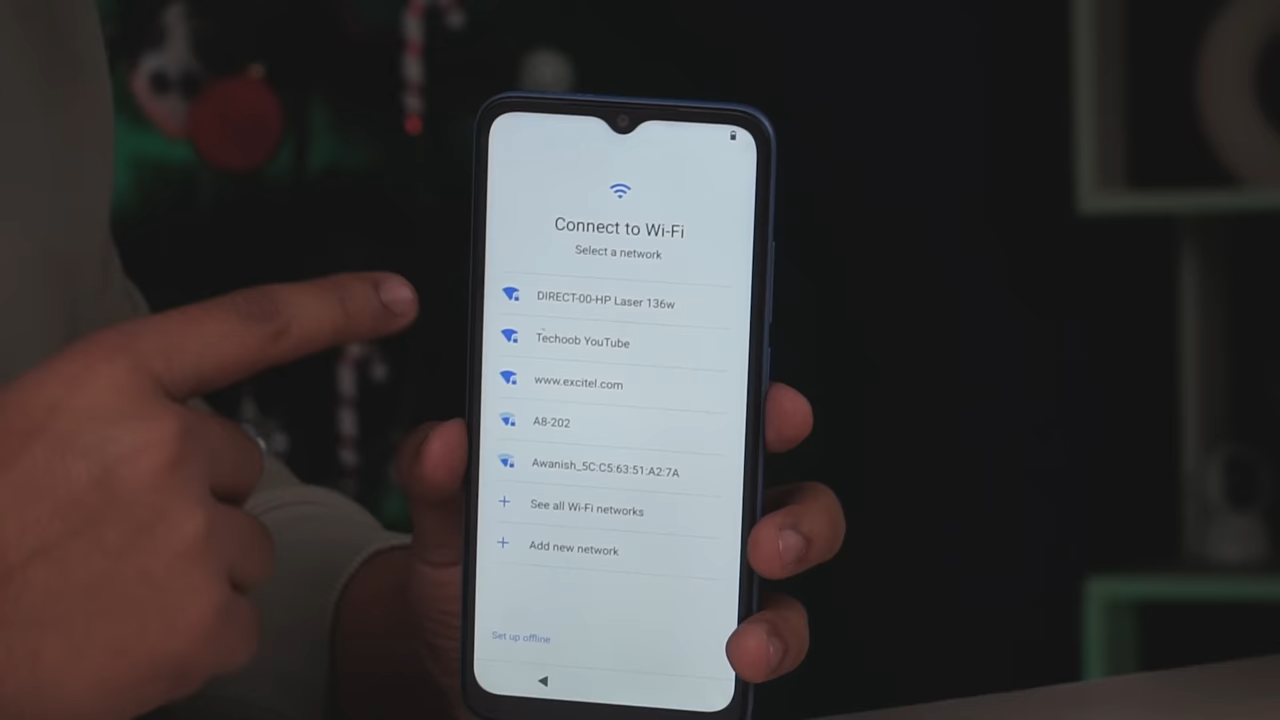 Connect to Wi-Fi
Select a network
DIRECT-00-HP Laser 136w
Techoob YouTube
www.excitel.com
A8-202
Awanish_5C:C5:63:51:A2:7A
See all Wi-Fi networks
Add new network
Set up offline